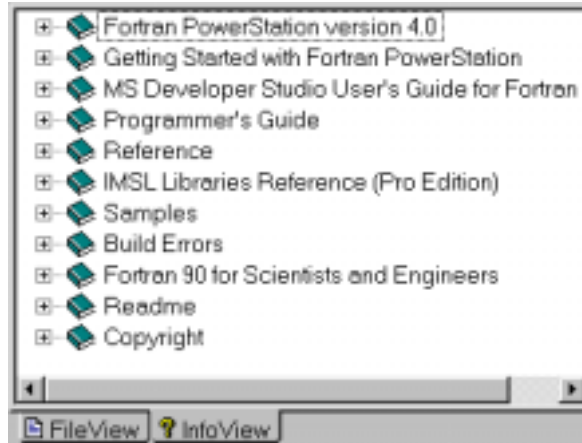 Fortran PowerStation version 4.0
Getting Started with Fortran PowerStation
MS Developer Studio User's Guide for Fortran
Programmer's Guide
Reference
IMSL Libraries Reference (Pro Edition)
Samples
Build Errors
Fortran 90 for Scientists and Engineers
Readme
Copyright
FileView InfoView